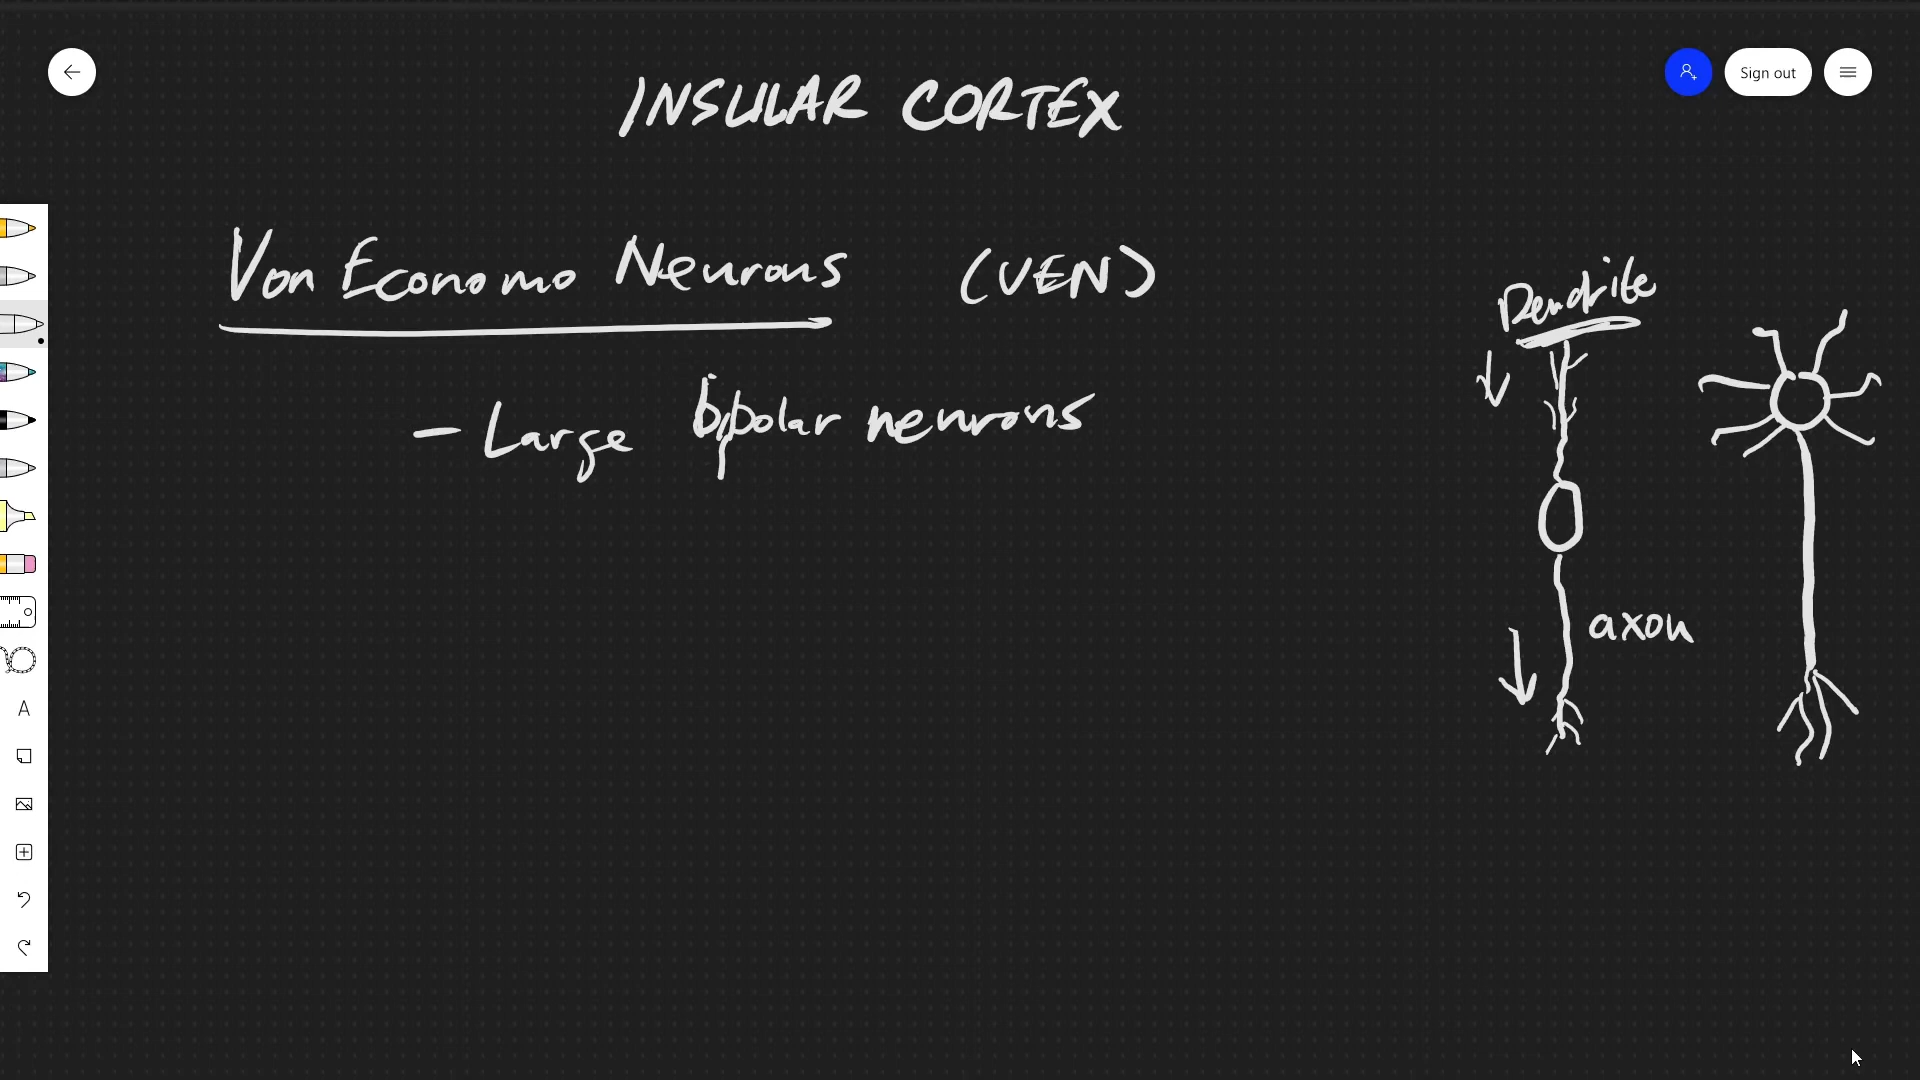 Sign out
INSULAR CORTEX
Von Economo Neurons (VEN)
- Large bipolar neurons
Dendrite
axon
A